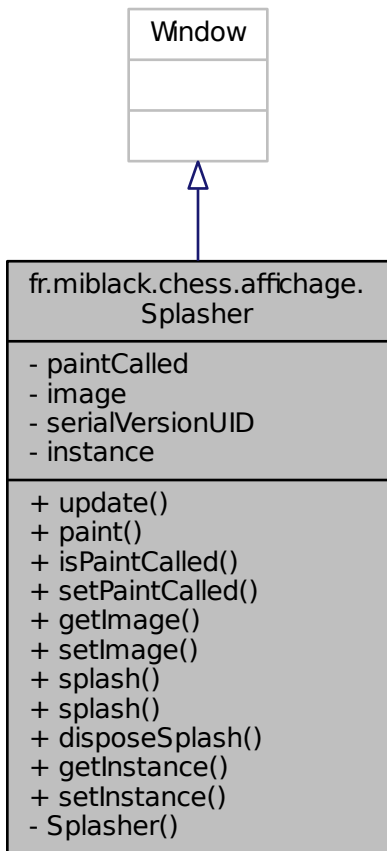 Window
fr.miblack.chess.affichage.
Splasher
- paintCalled
- image
- serialVersionUID
- instance
+ update()
+ paint()
+ isPaintCalled()
+ setPaintCalled()
+ getImage()
+ setImage()
+ splash()
+ splash()
+ disposeSplash()
+ getInstance()
+ setInstance()
- Splasher()